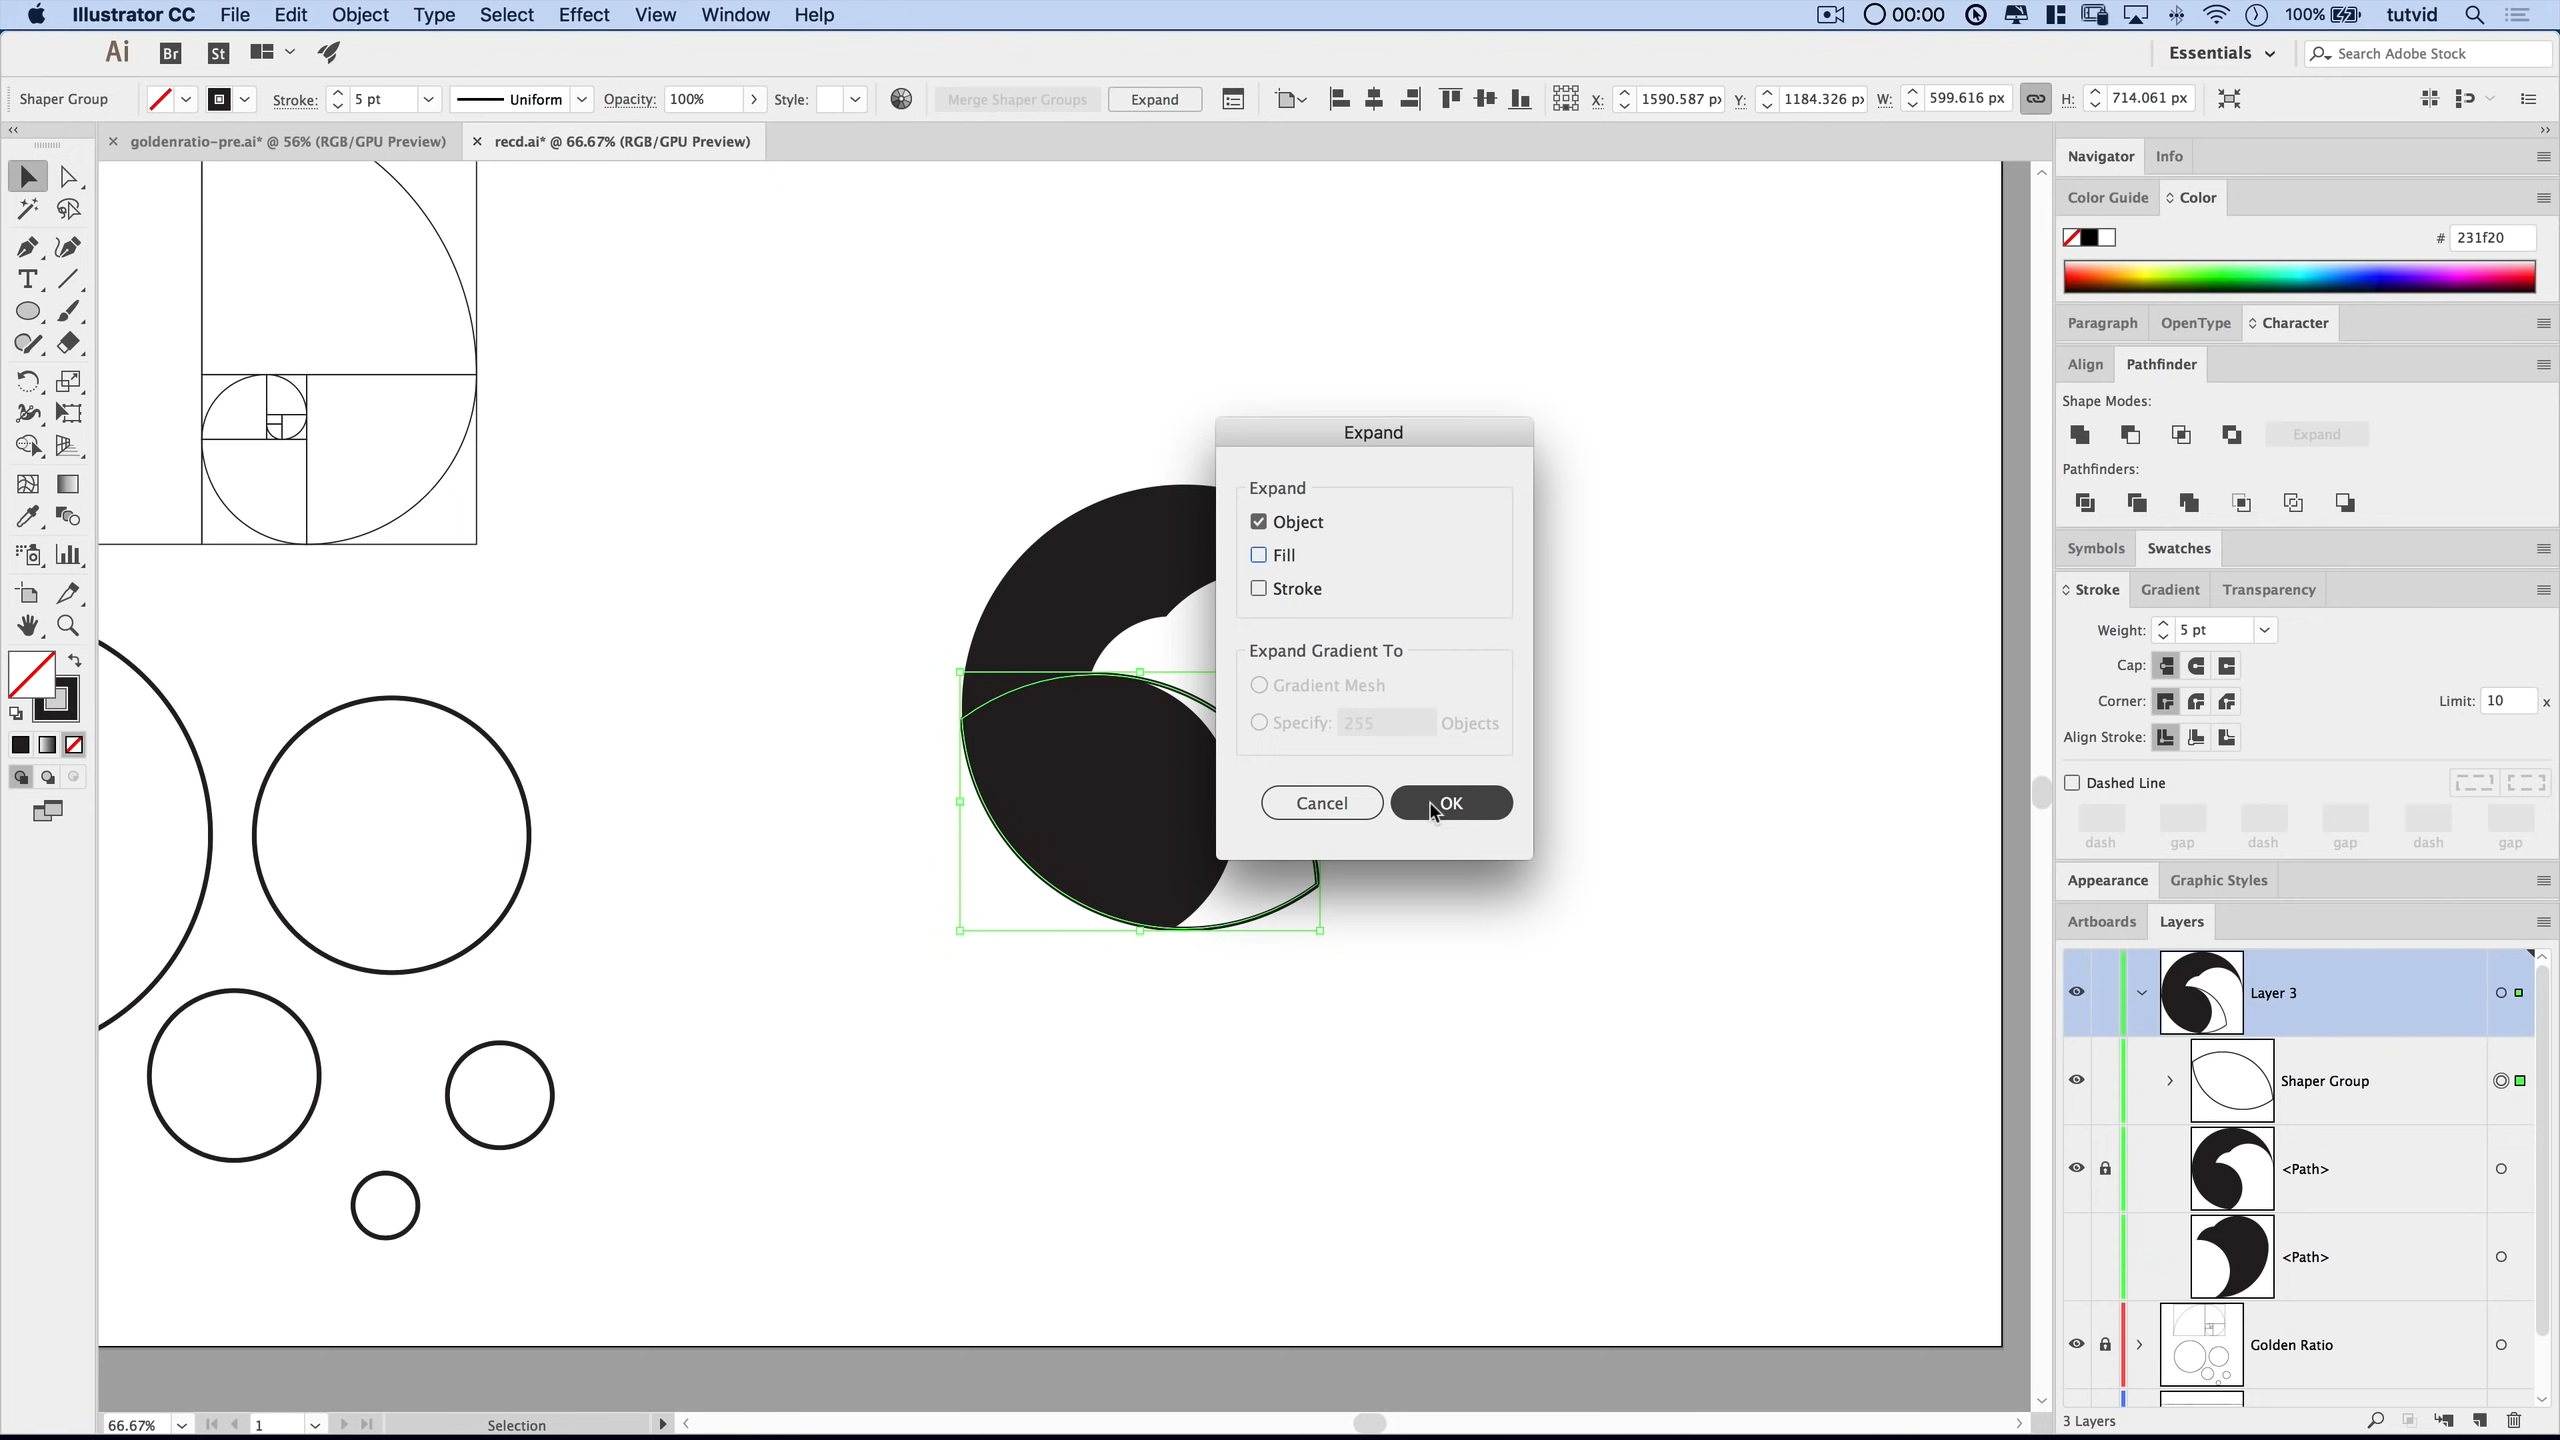 Illustrator CC File Edit Object Type Select Effect View Window Help 00:00 100% tutvid
Ai Br St Essentials Search Adobe Stock
Shaper Group Stroke: 5 pt Uniform Opacity: 100% Style: Merge Shaper Groups Expand X: 1590.587 px Y: 1184.326 px W: 599.616 px H: 714.061 px
goldenratio-pre.ai* @ 56% (RGB/GPU Preview) recd.ai* @ 66.67% (RGB/GPU Preview)
Navigator Info
Color Guide Color
# 231f20
Paragraph OpenType Character
Align Pathfinder
Shape Modes:
Expand
Pathfinders:
Symbols Swatches
Stroke Gradient Transparency
Weight: 5 pt
Cap:
Corner: Limit: 10 x
Align Stroke:
Dashed Line
dash gap dash gap dash gap
Appearance Graphic Styles
Artboards Layers
Layer 3
Shaper Group
<Path>
<Path>
Golden Ratio
3 Layers
Expand
Expand
Object
Fill
Stroke
Expand Gradient To
Gradient Mesh
Specify: 255 Objects
Cancel OK
66.67% 1 Selection